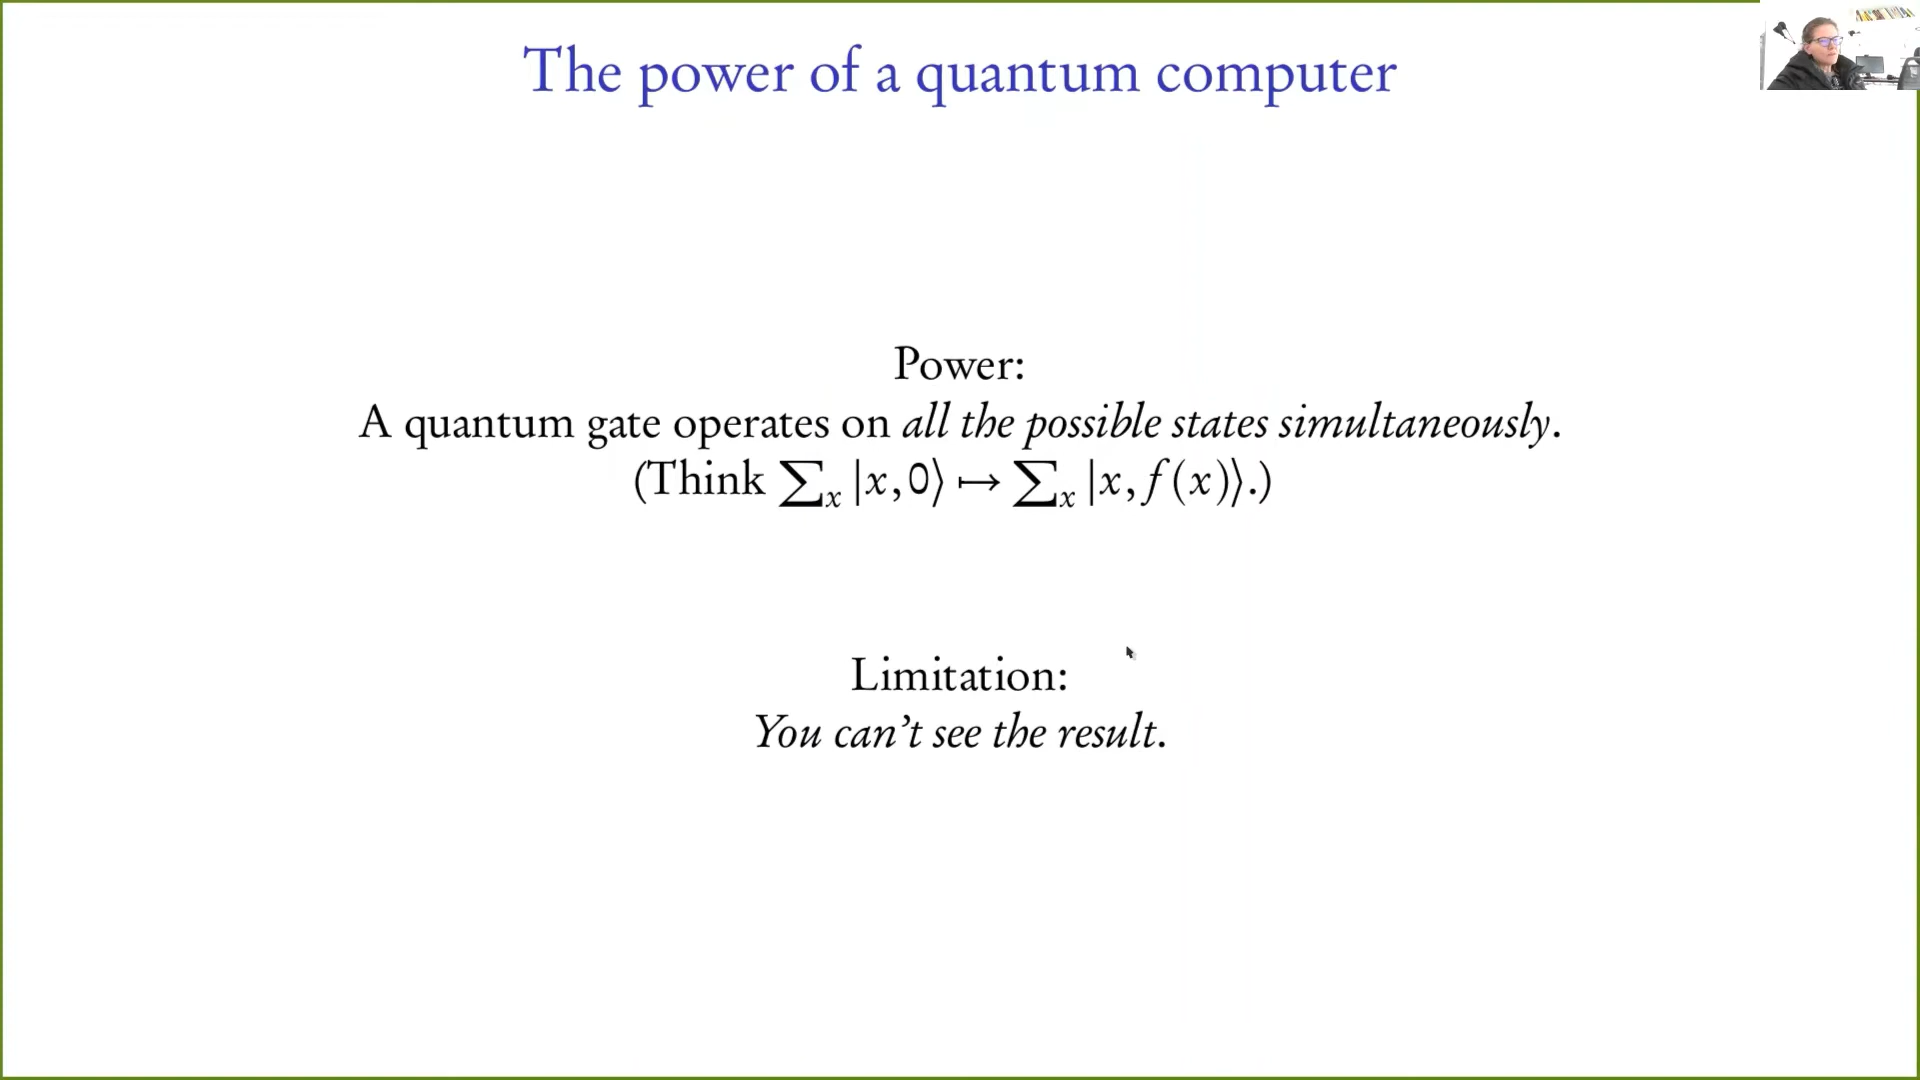 The power of a quantum computer
Power:
A quantum gate operates on all the possible states simultaneously.
(Think ∑ₓ |x, 0⟩ ↦ ∑ₓ |x, f(x)⟩.)
Limitation:
You can't see the result.